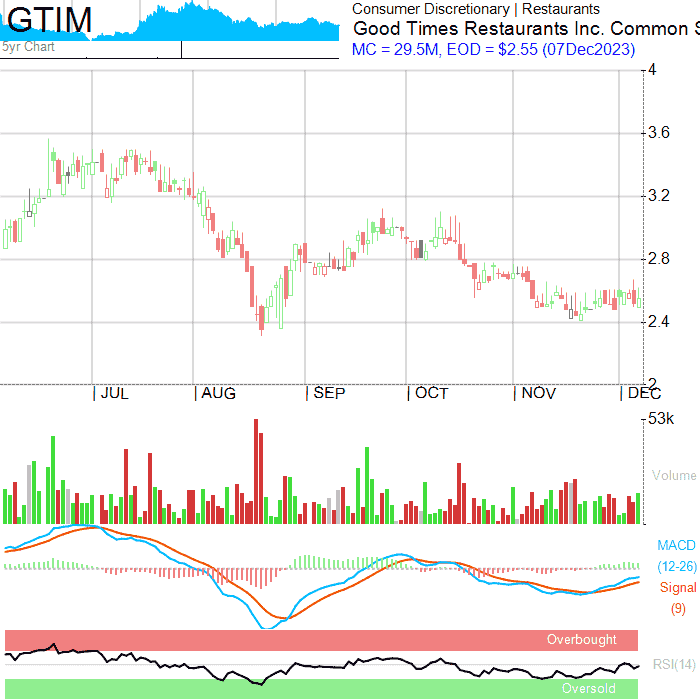 GTIM
5yr Chart
Consumer Discretionary | Restaurants
Good Times Restaurants Inc. Common S
MC = 29.5M, EOD = $2.55 (07Dec2023)
4
3.6
3.2
2.8
2.4
2
JUL AUG SEP OCT NOV DEC
53k
Volume
MACD
(12-26)
Signal
(9)
Overbought
RSI(14)
Oversold